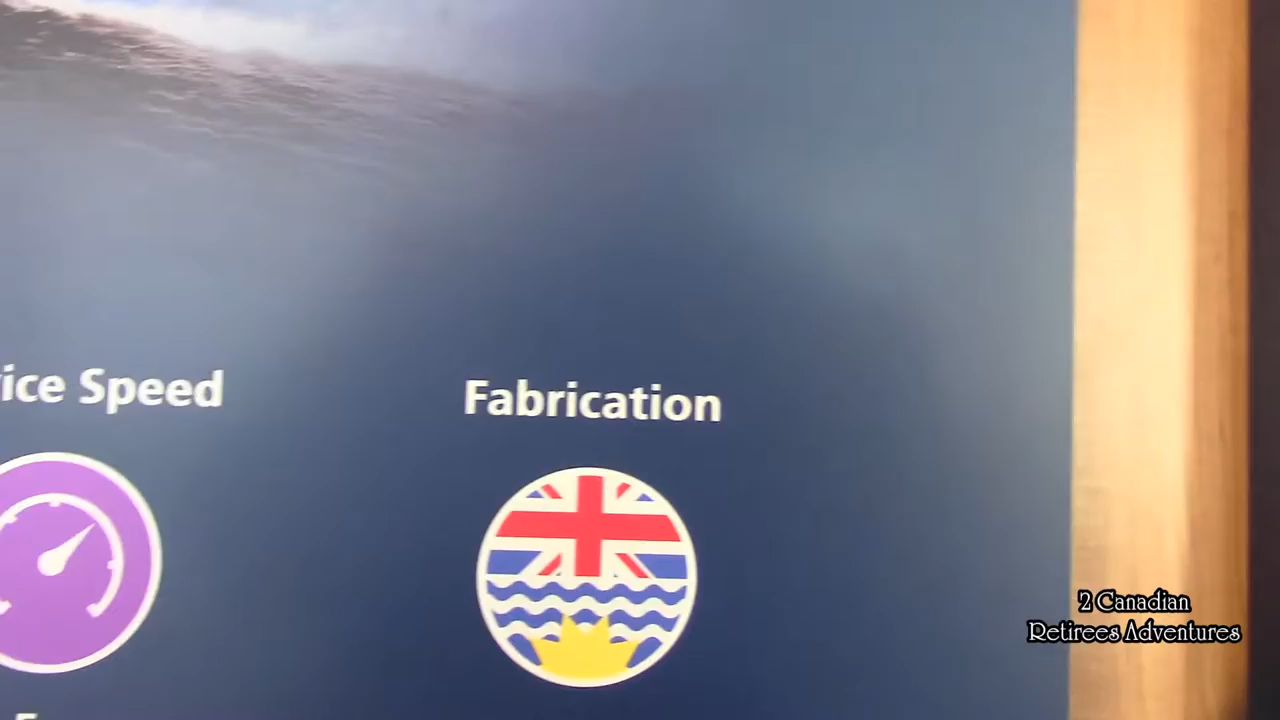 ice Speed
Fabrication
2 Canadian
Retirees Adventures